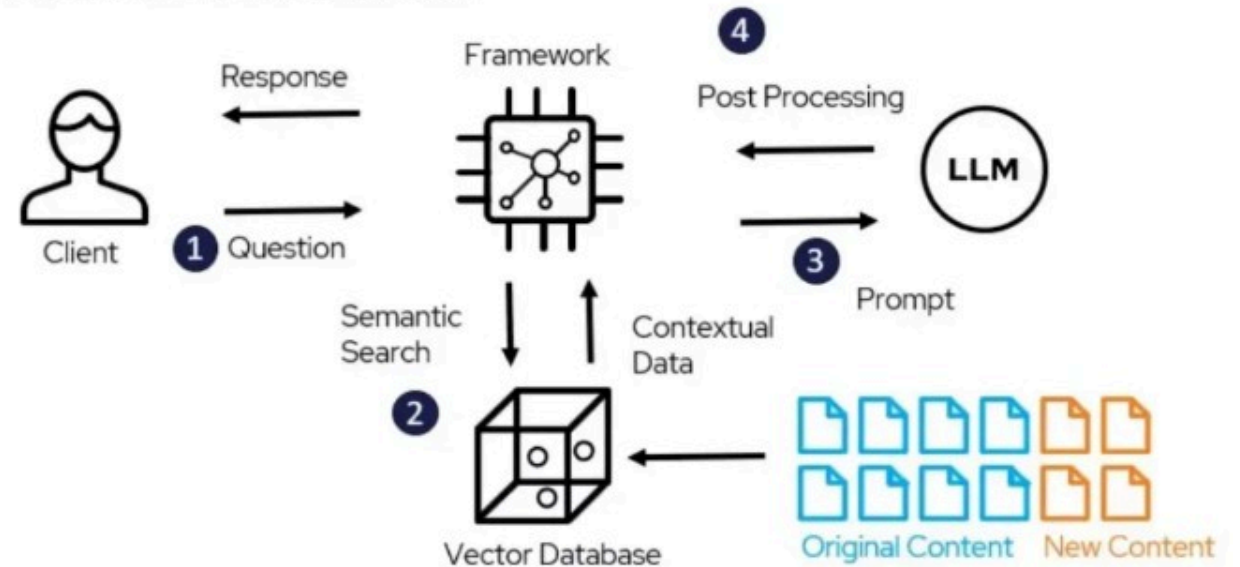 4
Framework
Response
Post Processing
LLM
Client
1 Question
3
Prompt
Semantic
Search
Contextual
Data
2
Vector Database
Original Content
New Content